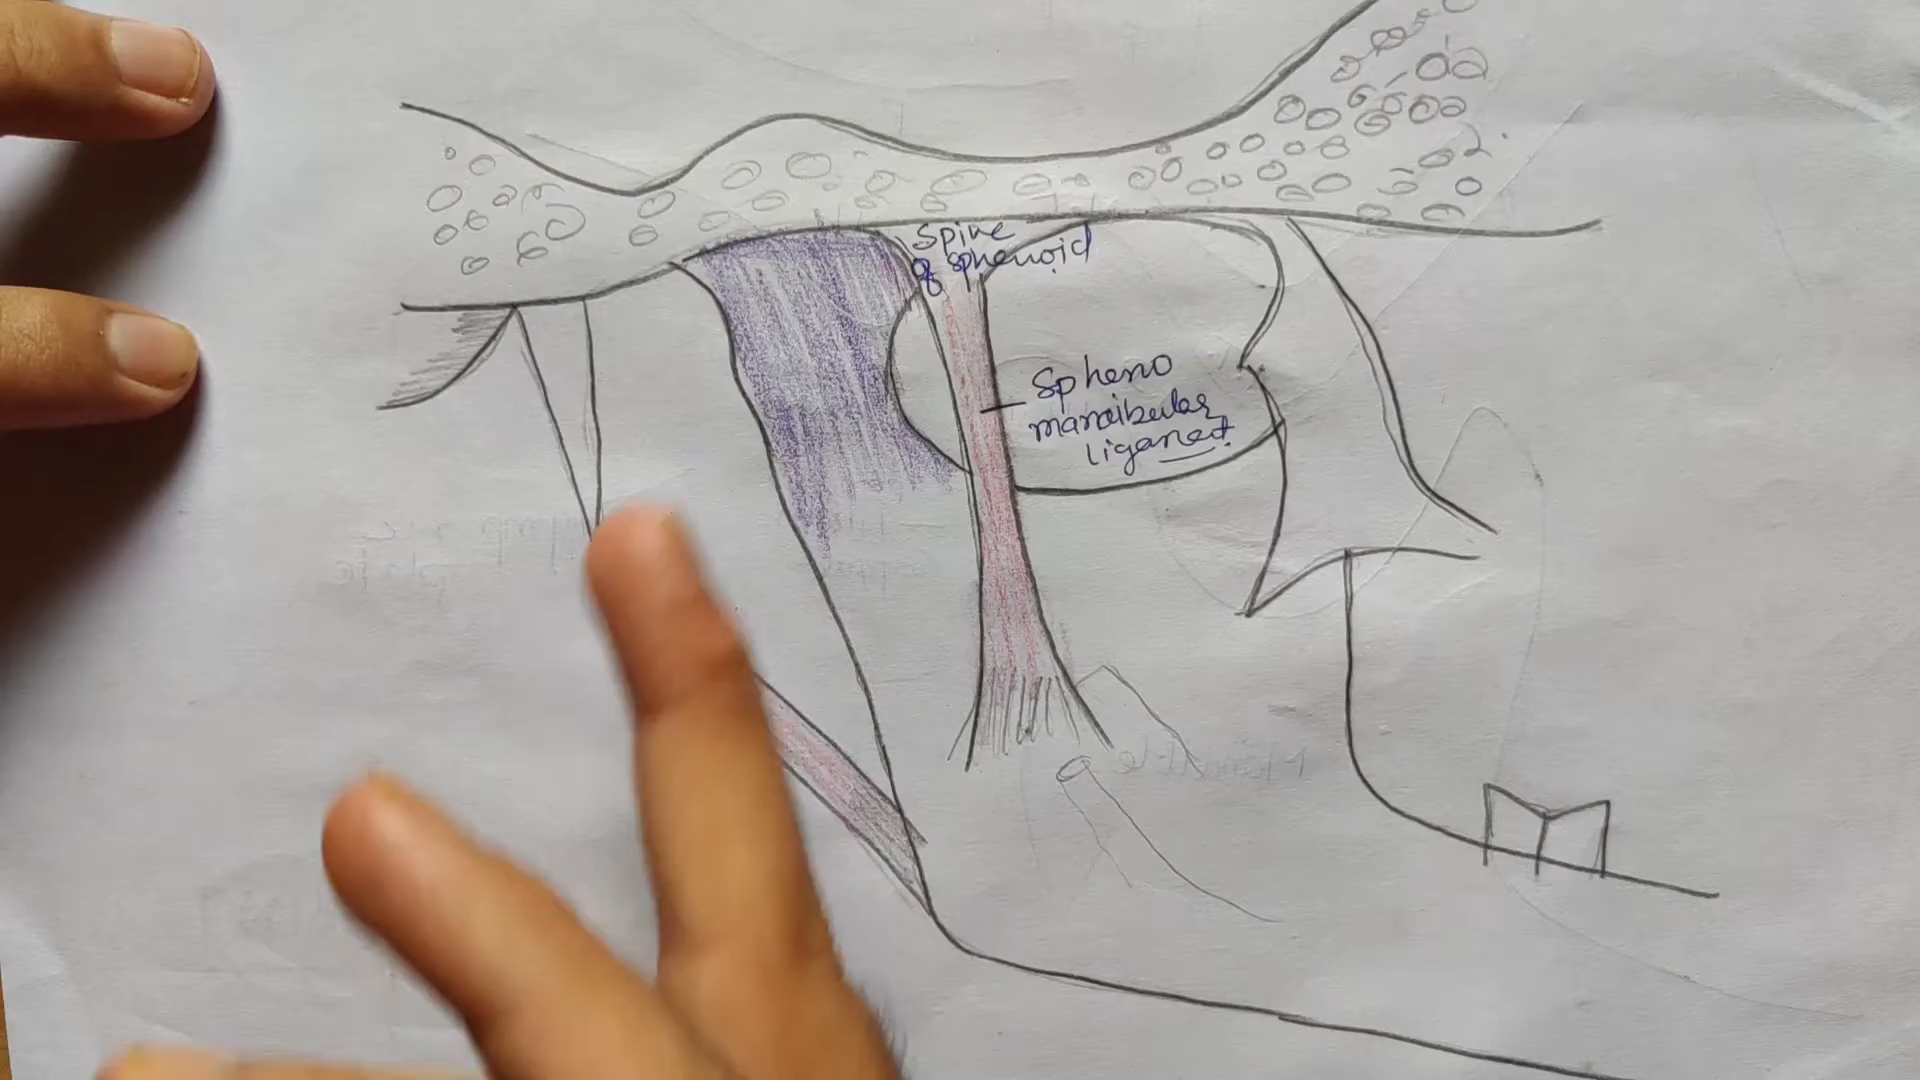 Spine
of sphenoid
Spheno
mandibular
Ligament